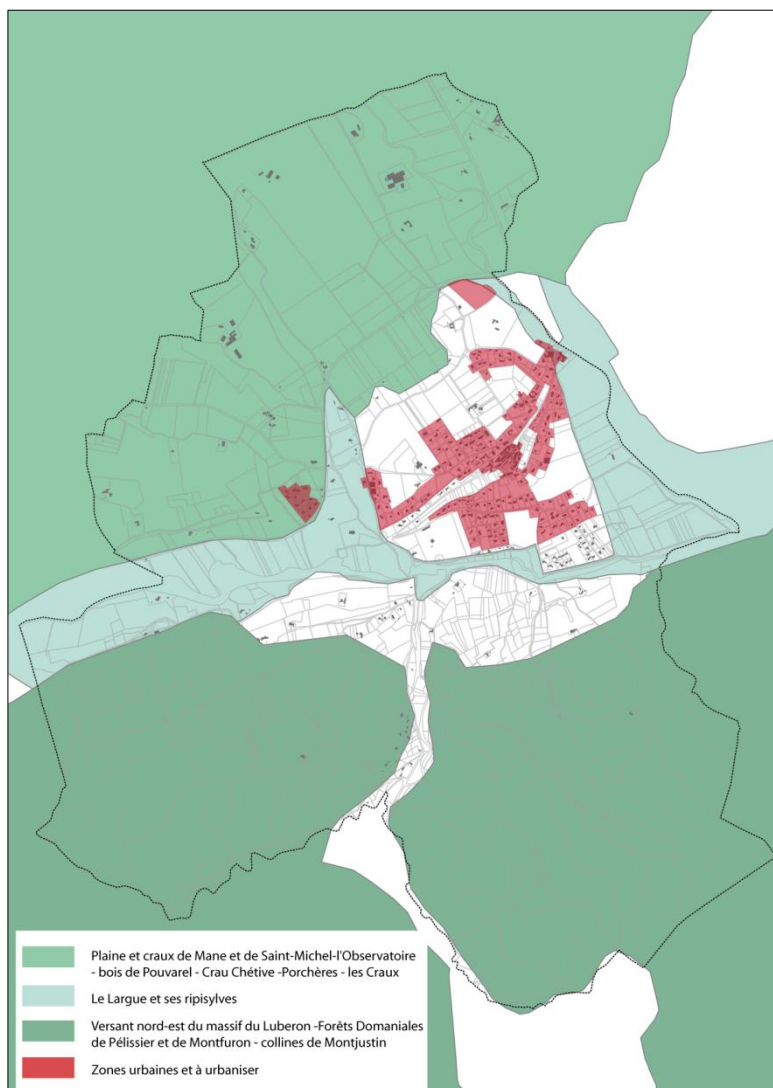 Plaine et craux de Mane et de Saint-Michel-l'Observatoire
- bois de Pouvarel - Crau Chétive -Porchères - les Craux
Le Largue et ses ripisylves
Versant nord-est du massif du Luberon -Forêts Domaniales
de Pélissier et de Montfuron - collines de Montjustin
Zones urbaines et à urbaniser